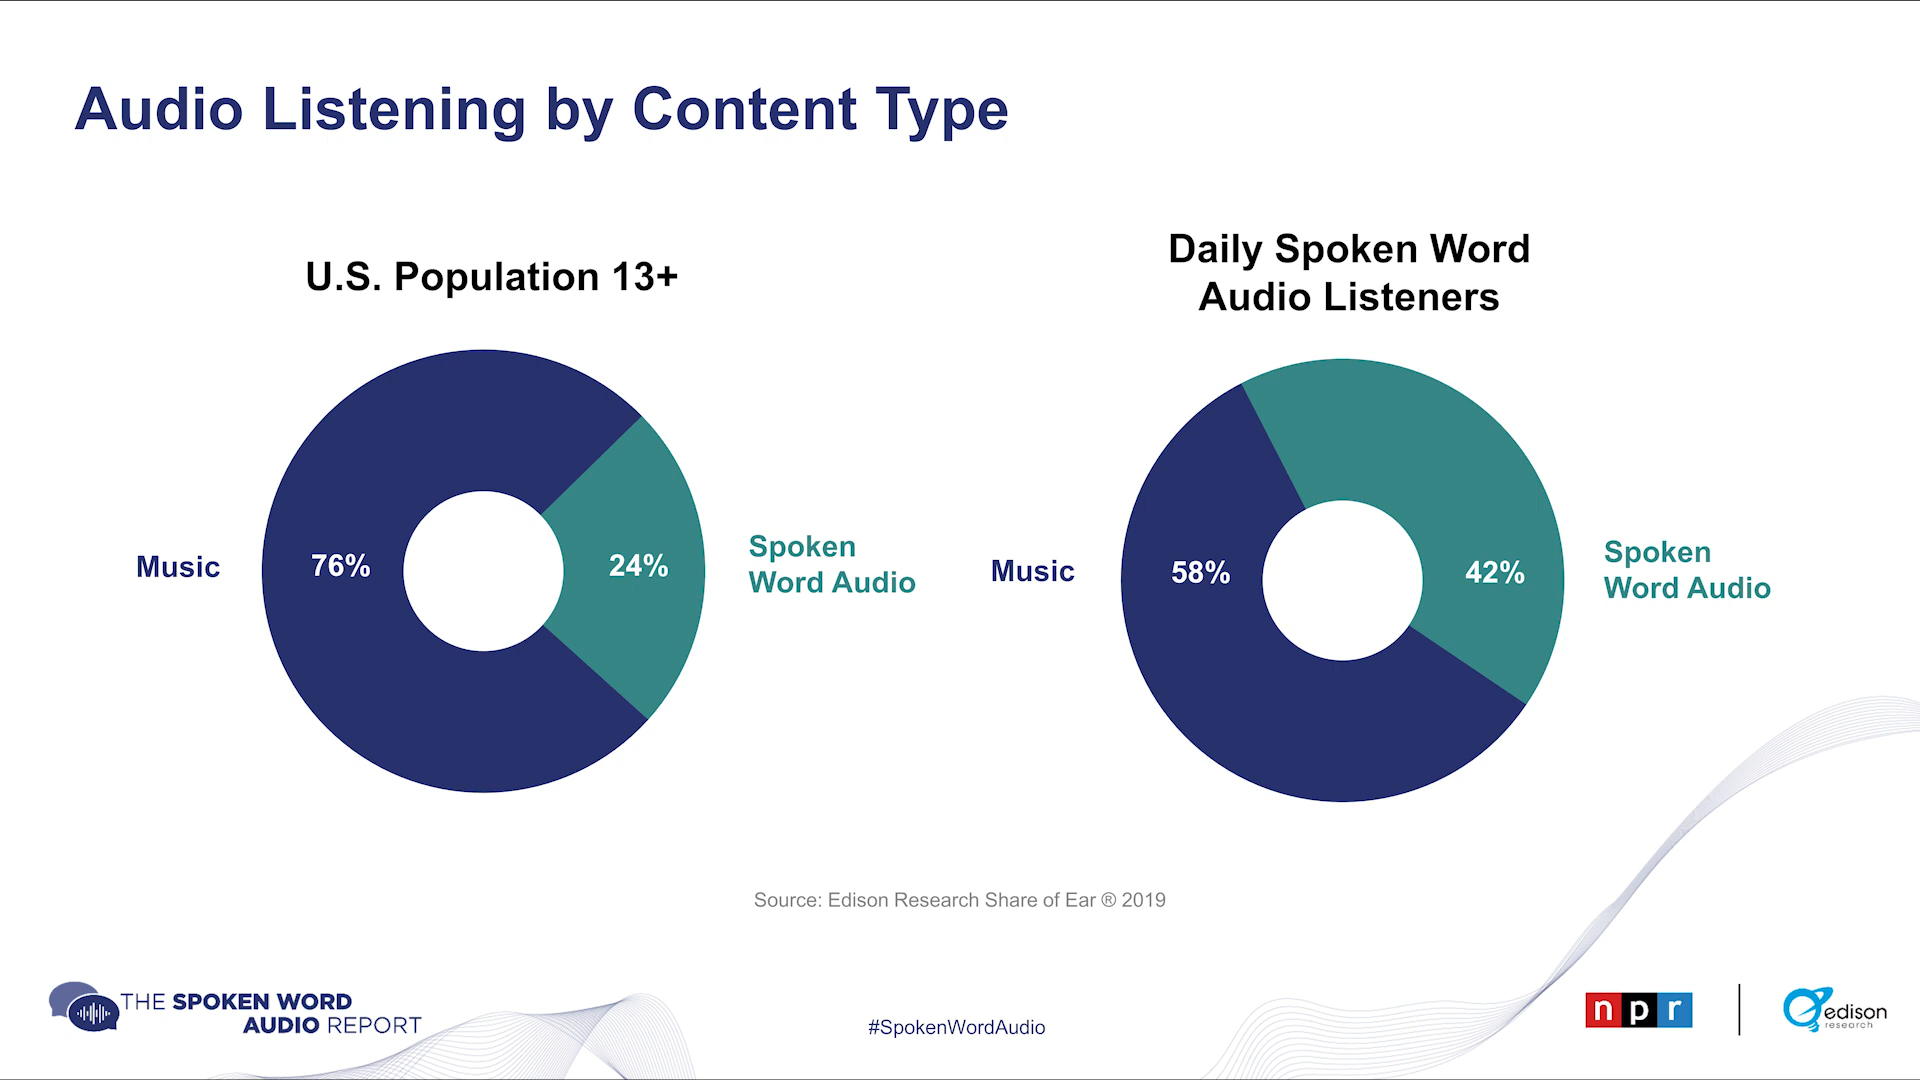 Audio Listening by Content Type
U.S. Population 13+
Music
76%
24%
Spoken
Word Audio
Daily Spoken Word
Audio Listeners
Music
58%
42%
Spoken
Word Audio
Source: Edison Research Share of Ear ® 2019
THE SPOKEN WORD
AUDIO REPORT
#SpokenWordAudio
npr
edison
research